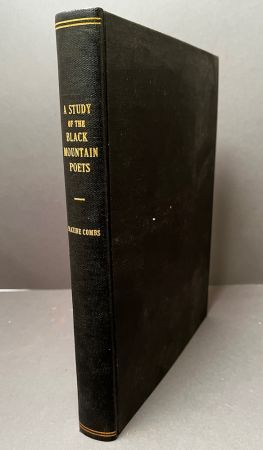 A STUDY
OF THE
BLACK
MOUNTAIN
POETS
MAXINE COMBS